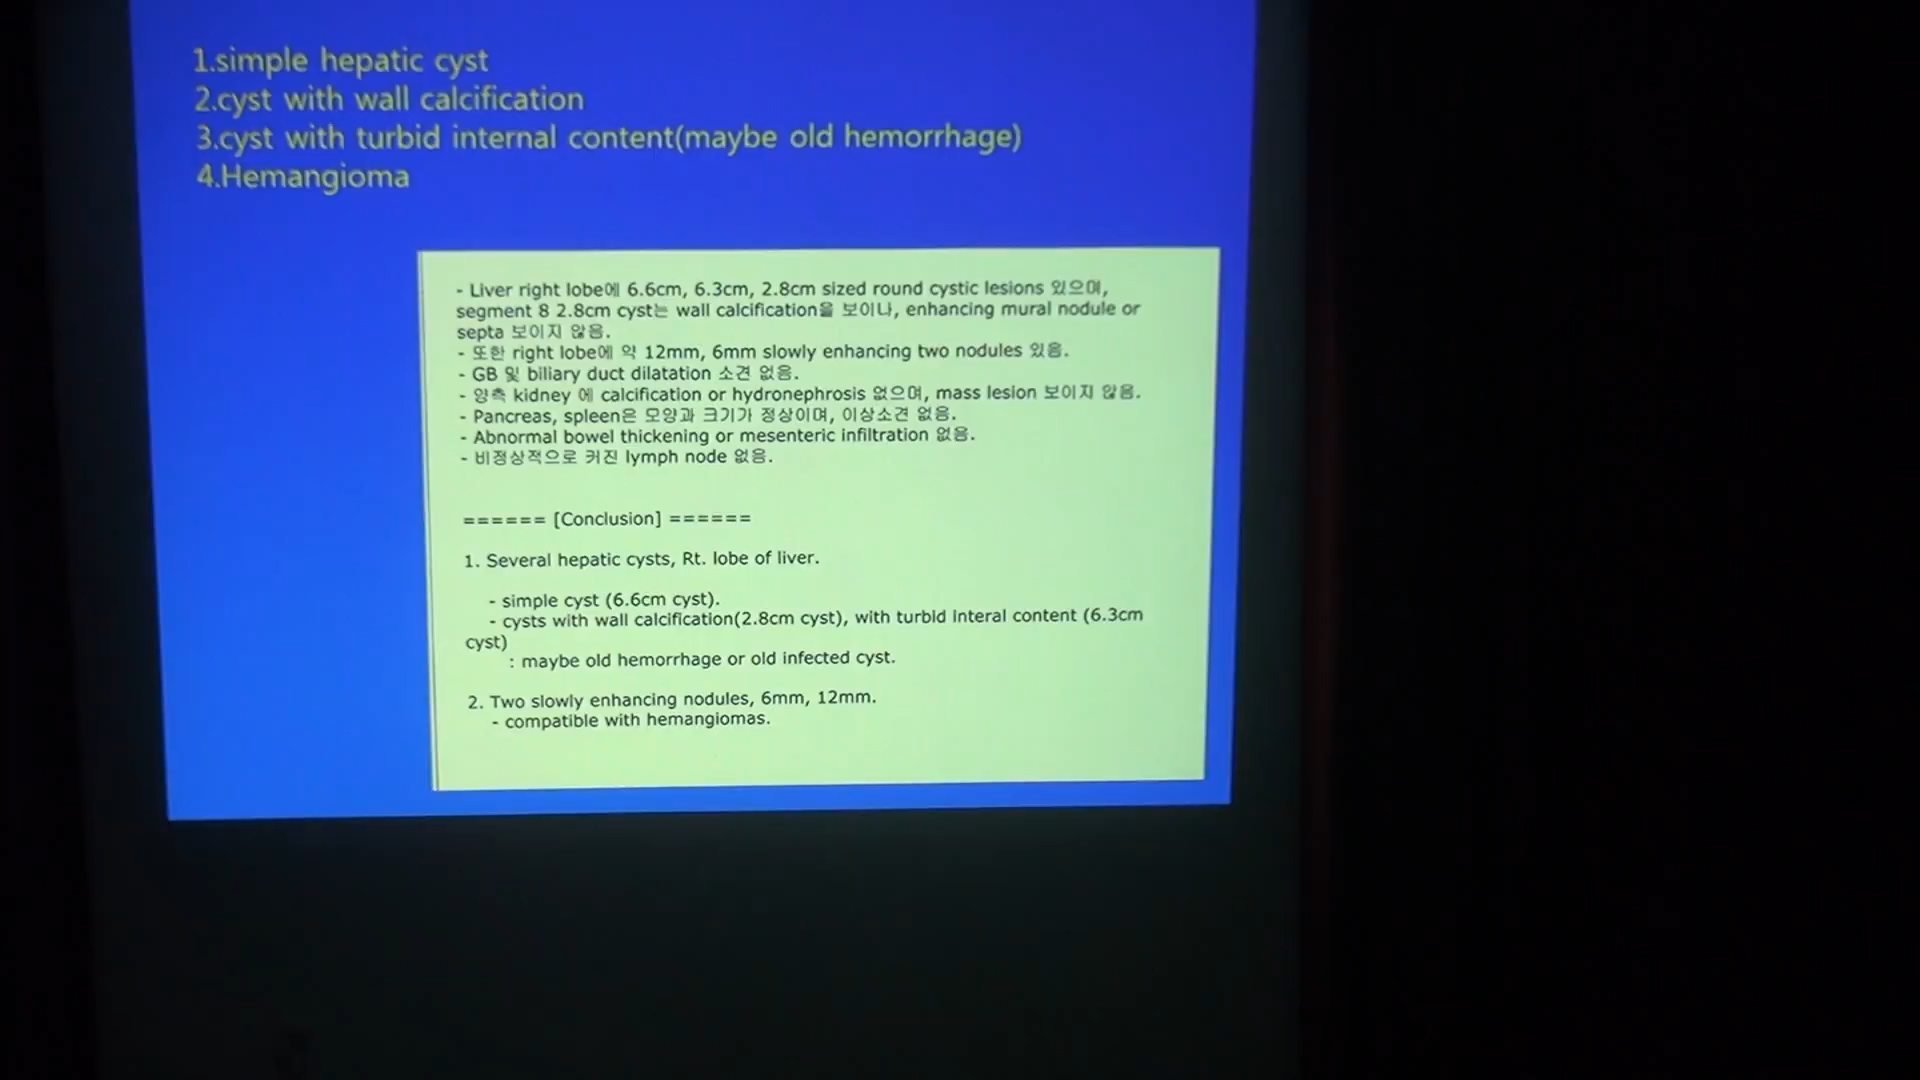 1.simple hepatic cyst
2.cyst with wall calcification
3.cyst with turbid internal content(maybe old hemorrhage)
4.Hemangioma
- Liver right lobe에 6.6cm, 6.3cm, 2.8cm sized round cystic lesions 있으며,
segment 8 2.8cm cyst는 wall calcification을 보이나, enhancing mural nodule or
septa 보이지 않음.
- 또한 right lobe에 약 12mm, 6mm slowly enhancing two nodules 있음.
- GB 및 biliary duct dilatation 소견 없음.
- 양측 kidney 에 calcification or hydronephrosis 없으며, mass lesion 보이지 않음.
- Pancreas, spleen은 모양과 크기가 정상이며, 이상소견 없음.
- Abnormal bowel thickening or mesenteric infiltration 없음.
- 비정상적으로 커진 lymph node 없음.
====== [Conclusion] ======
1. Several hepatic cysts, Rt. lobe of liver.
- simple cyst (6.6cm cyst).
- cysts with wall calcification(2.8cm cyst), with turbid interal content (6.3cm
cyst)
: maybe old hemorrhage or old infected cyst.
2. Two slowly enhancing nodules, 6mm, 12mm.
- compatible with hemangiomas.